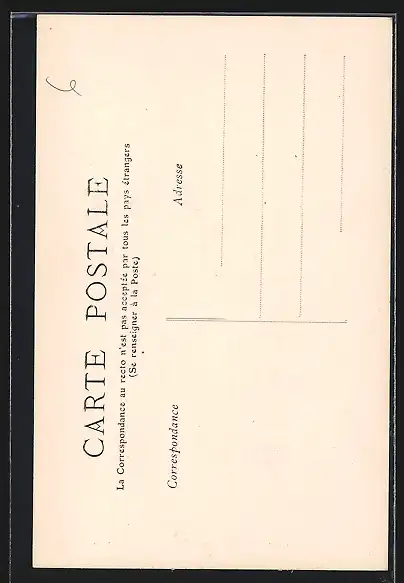 CARTE POSTALE
La Correspondance au recto n'est pas acceptée par tous les pays étrangers
(Se renseigner à la Poste)
Correspondance
Adresse
6